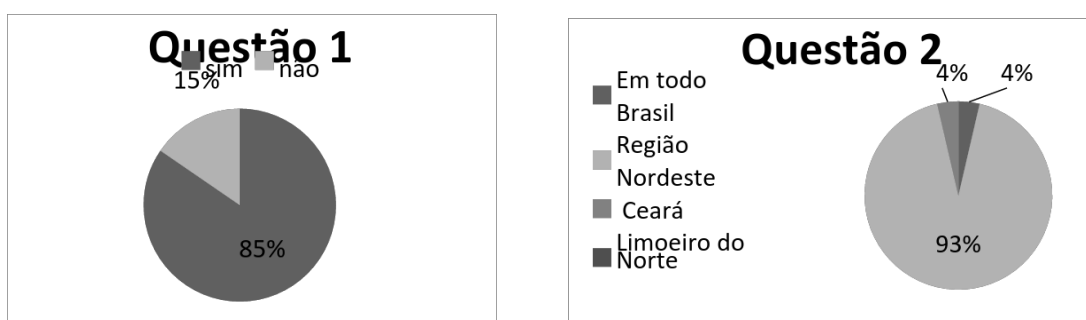 Questão 1
sim não
15%
85%
Questão 2
4% 4%
Em todo
Brasil
Região
Nordeste
Ceará
Limoeiro do
Norte
93%